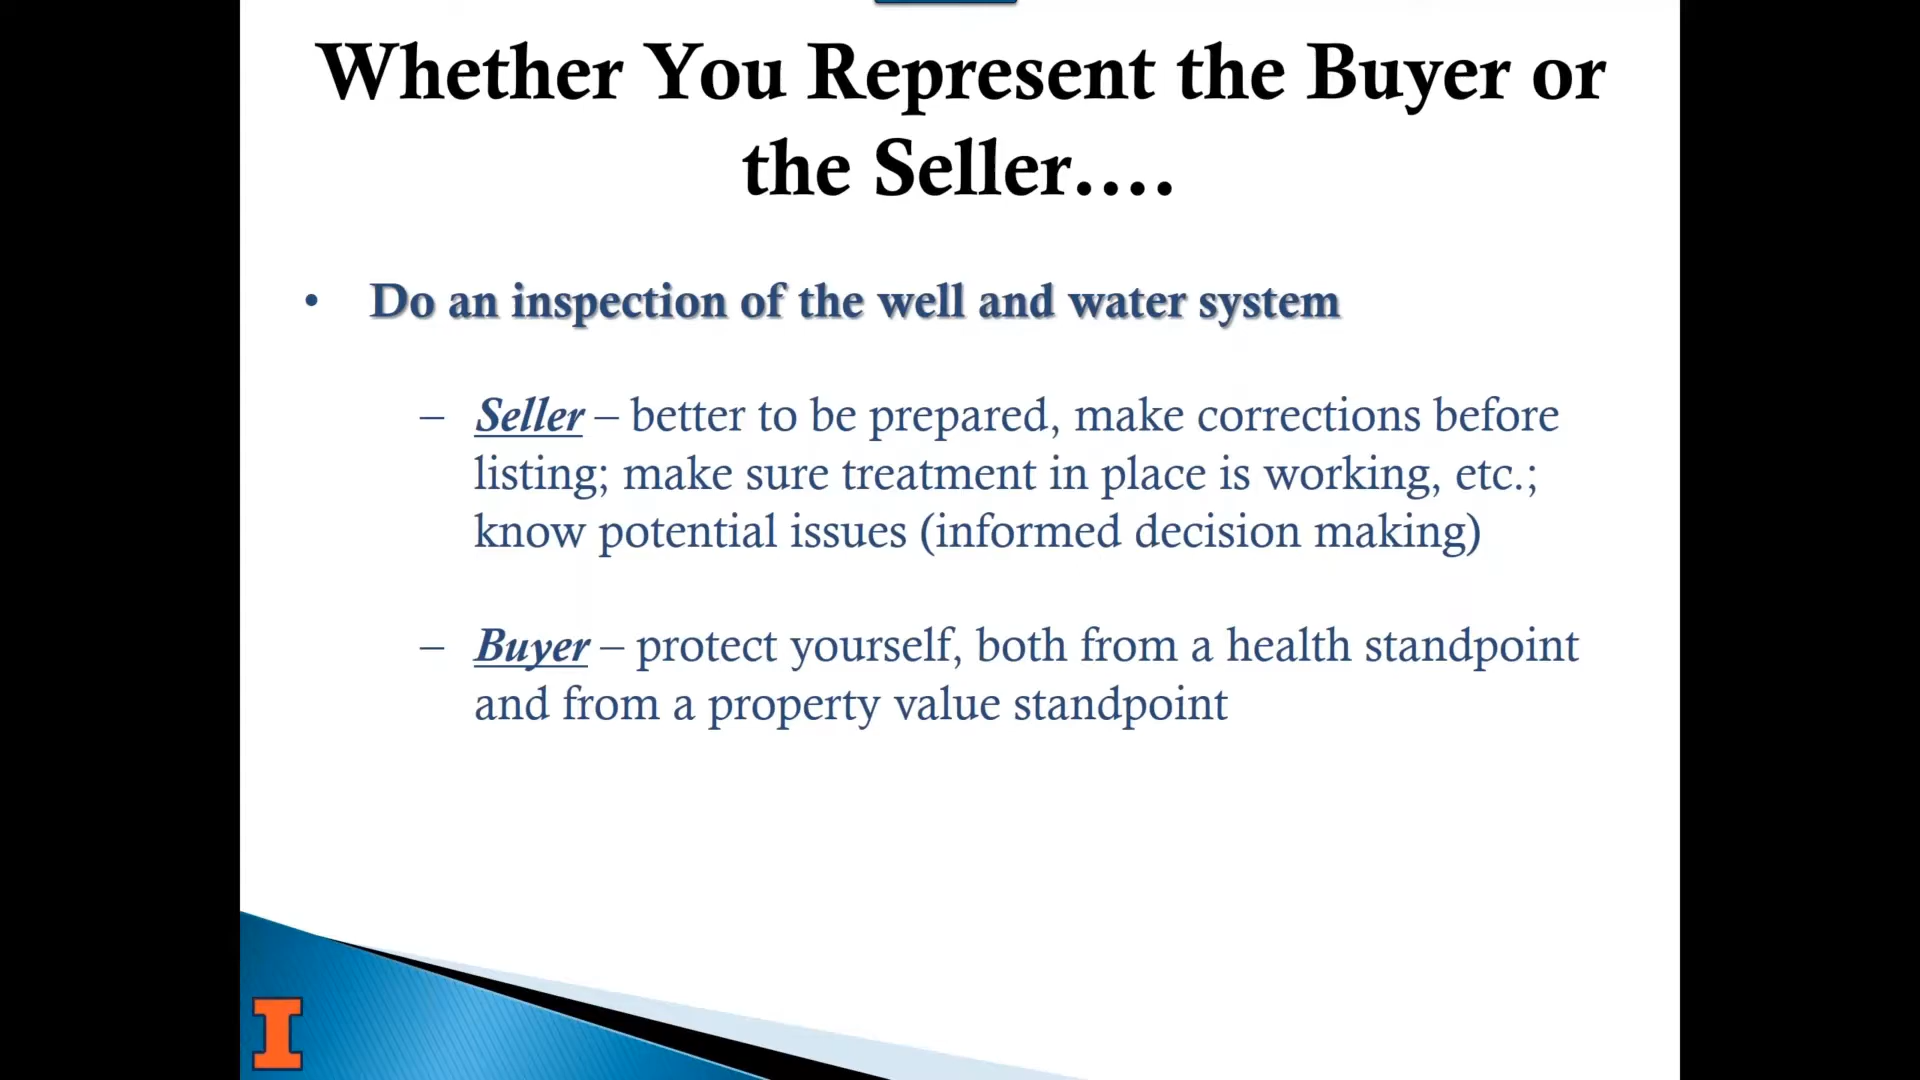 Whether You Represent the Buyer or
the Seller….
• Do an inspection of the well and water system
– Seller – better to be prepared, make corrections before
listing; make sure treatment in place is working, etc.;
know potential issues (informed decision making)
– Buyer – protect yourself, both from a health standpoint
and from a property value standpoint
I